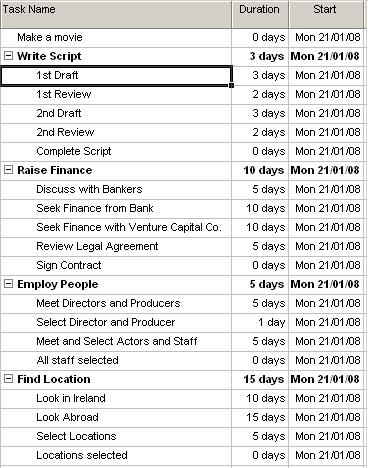 Task Name Duration Start
Make a movie 0 days Mon 21/01/08
Write Script 3 days Mon 21/01/08
1st Draft 3 days Mon 21/01/08
1st Review 2 days Mon 21/01/08
2nd Draft 3 days Mon 21/01/08
2nd Review 2 days Mon 21/01/08
Complete Script 0 days Mon 21/01/08
Raise Finance 10 days Mon 21/01/08
Discuss with Bankers 5 days Mon 21/01/08
Seek Finance from Bank 10 days Mon 21/01/08
Seek Finance with Venture Capital Co. 10 days Mon 21/01/08
Review Legal Agreement 5 days Mon 21/01/08
Sign Contract 0 days Mon 21/01/08
Employ People 5 days Mon 21/01/08
Meet Directors and Producers 5 days Mon 21/01/08
Select Director and Producer 1 day Mon 21/01/08
Meet and Select Actors and Staff 5 days Mon 21/01/08
All staff selected 0 days Mon 21/01/08
Find Location 15 days Mon 21/01/08
Look in Ireland 10 days Mon 21/01/08
Look Abroad 15 days Mon 21/01/08
Select Locations 5 days Mon 21/01/08
Locations selected 0 days Mon 21/01/08